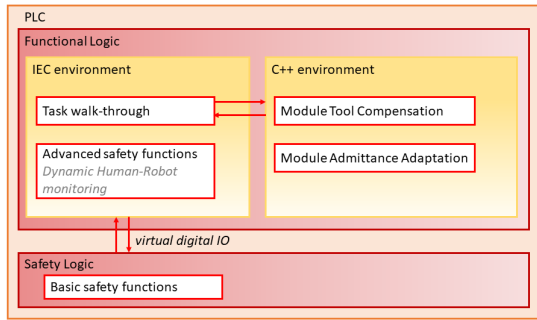 PLC
Functional Logic
IEC environment
Task walk-through
Advanced safety functions
Dynamic Human-Robot
monitoring
C++ environment
Module Tool Compensation
Module Admittance Adaptation
virtual digital IO
Safety Logic
Basic safety functions